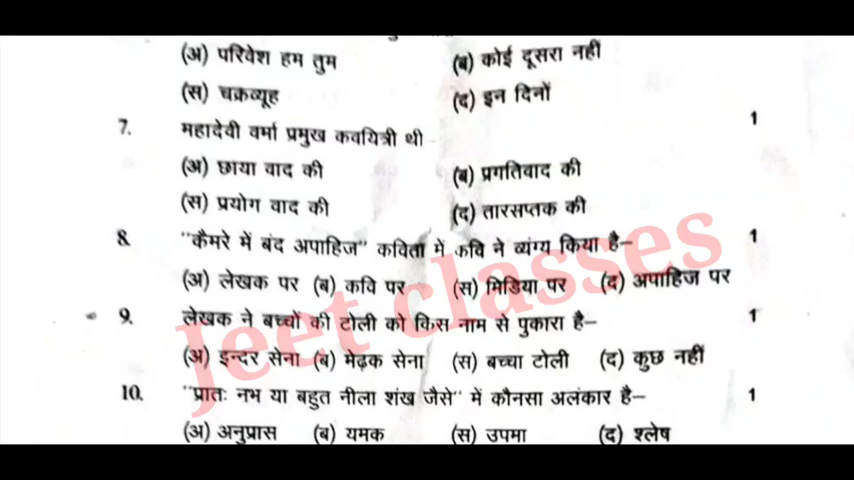 (अ) परिवेश हम तुम (ब) कोई दूसरा नहीं
(स) चक्रव्यूह (द) इन दिनों
7. महादेवी वर्मा प्रमुख कवयित्री थी 1
(अ) छाया वाद की (ब) प्रगतिवाद की
(स) प्रयोग वाद की (द) तारसप्तक की
8. "कैमरे में बंद अपाहिज" कविता में कवि ने व्यंग्य किया है– 1
(अ) लेखक पर (ब) कवि पर (स) मिडिया पर (द) अपाहिज पर
9. लेखक ने बच्चों की टोली को किस नाम से पुकारा है– 1
(अ) इन्दर सेना (ब) मेढ़क सेना (स) बच्चा टोली (द) कुछ नहीं
10. "प्रातः नभ या बहुत नीला शंख जैसे" में कौनसा अलंकार है– 1
(अ) अनुप्रास (ब) यमक (स) उपमा (द) श्लेष
Jeet classes